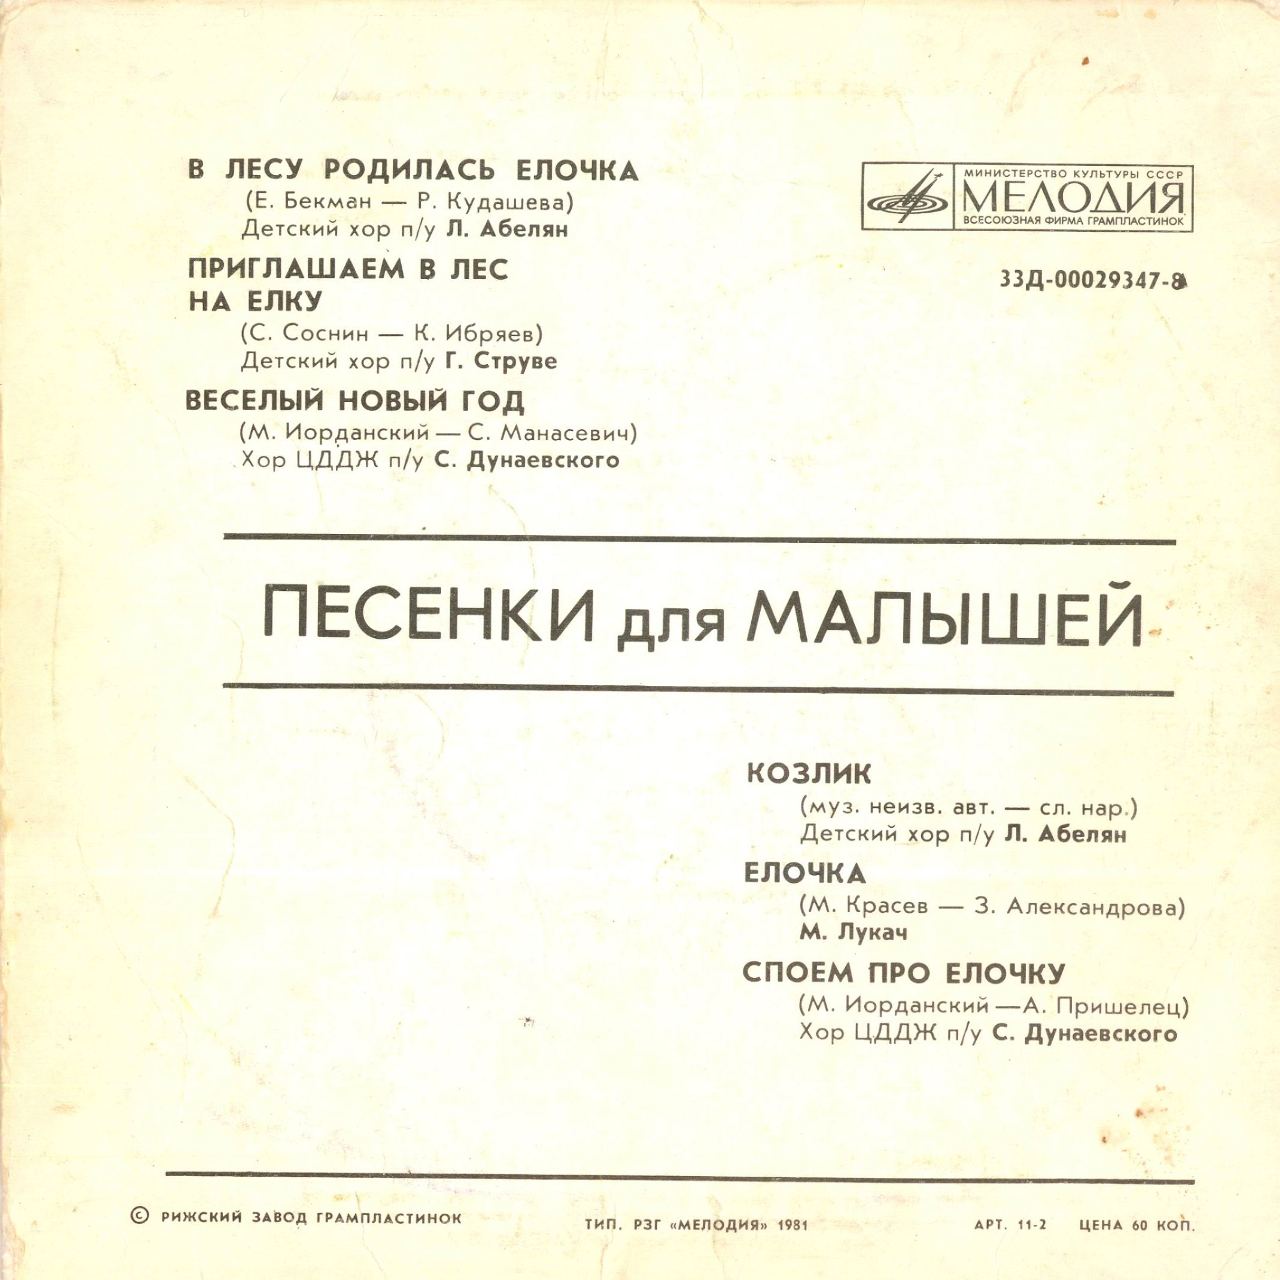 В ЛЕСУ РОДИЛАСЬ ЕЛОЧКА
(Е. Бекман — Р. Кудашева)
Детский хор п/у Л. Абелян
ПРИГЛАШАЕМ В ЛЕС
НА ЕЛКУ
(С. Соснин — К. Ибряев)
Детский хор п/у Г. Струве
ВЕСЕЛЫЙ НОВЫЙ ГОД
(М. Иорданский — С. Манасевич)
Хор ЦДДЖ п/у С. Дунаевского
МИНИСТЕРСТВО КУЛЬТУРЫ СССР
МЕЛОДИЯ
ВСЕСОЮЗНАЯ ФИРМА ГРАМПЛАСТИНОК
33Д-00029347-8
ПЕСЕНКИ для МАЛЫШЕЙ
КОЗЛИК
(муз. неизв. авт. — сл. нар.)
Детский хор п/у Л. Абелян
ЕЛОЧКА
(М. Красев — З. Александрова)
М. Лукач
СПОЕМ ПРО ЕЛОЧКУ
(М. Иорданский — А. Пришелец)
Хор ЦДДЖ п/у С. Дунаевского
© РИЖСКИЙ ЗАВОД ГРАМПЛАСТИНОК
ТИП. РЗГ «МЕЛОДИЯ» 1981
АРТ. 11-2 ЦЕНА 60 КОП.